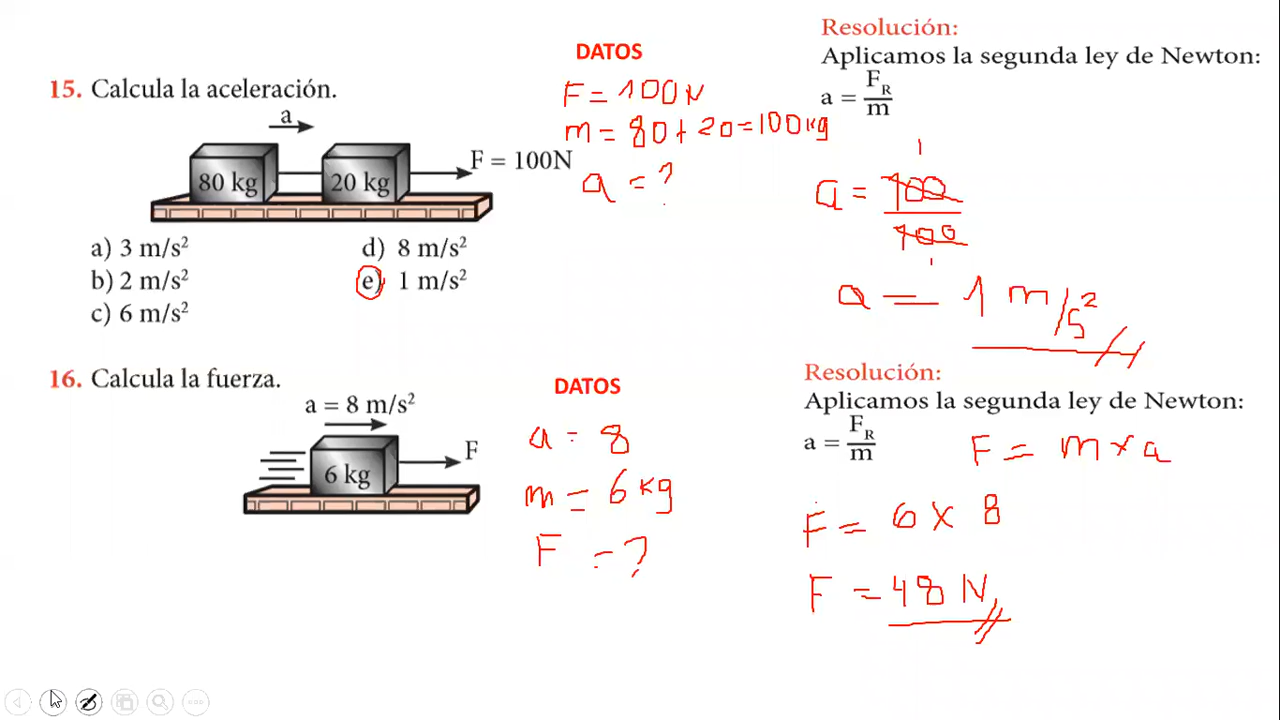 15. Calcula la aceleración.
a
80 kg
20 kg
F = 100N
a) 3 m/s²
b) 2 m/s²
c) 6 m/s²
d) 8 m/s²
e) 1 m/s²
DATOS
F = 100N
m = 80 + 20 = 100kg
a = ?
Resolución:
Aplicamos la segunda ley de Newton:
a = F_R/m
1
a = 100/100
1
a = 1 m/s²
16. Calcula la fuerza.
a = 8 m/s²
6 kg
F
DATOS
a = 8
m = 6 kg
F = ?
Resolución:
Aplicamos la segunda ley de Newton:
a = F_R/m
F = m x a
F = 6 x 8
F = 48 N